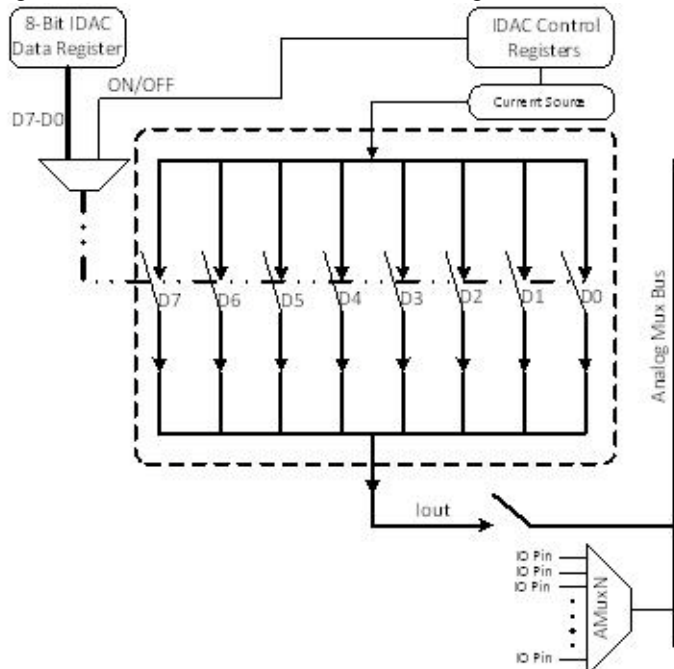 8-Bit IDAC
Data Register
IDAC Control
Registers
ON/OFF
Current Source
D7-D0
D7
D6
D5
D4
D3
D2
D1
D0
Analog Mux Bus
Iout
IO Pin
IO Pin
IO Pin
IO Pin
AMuxN